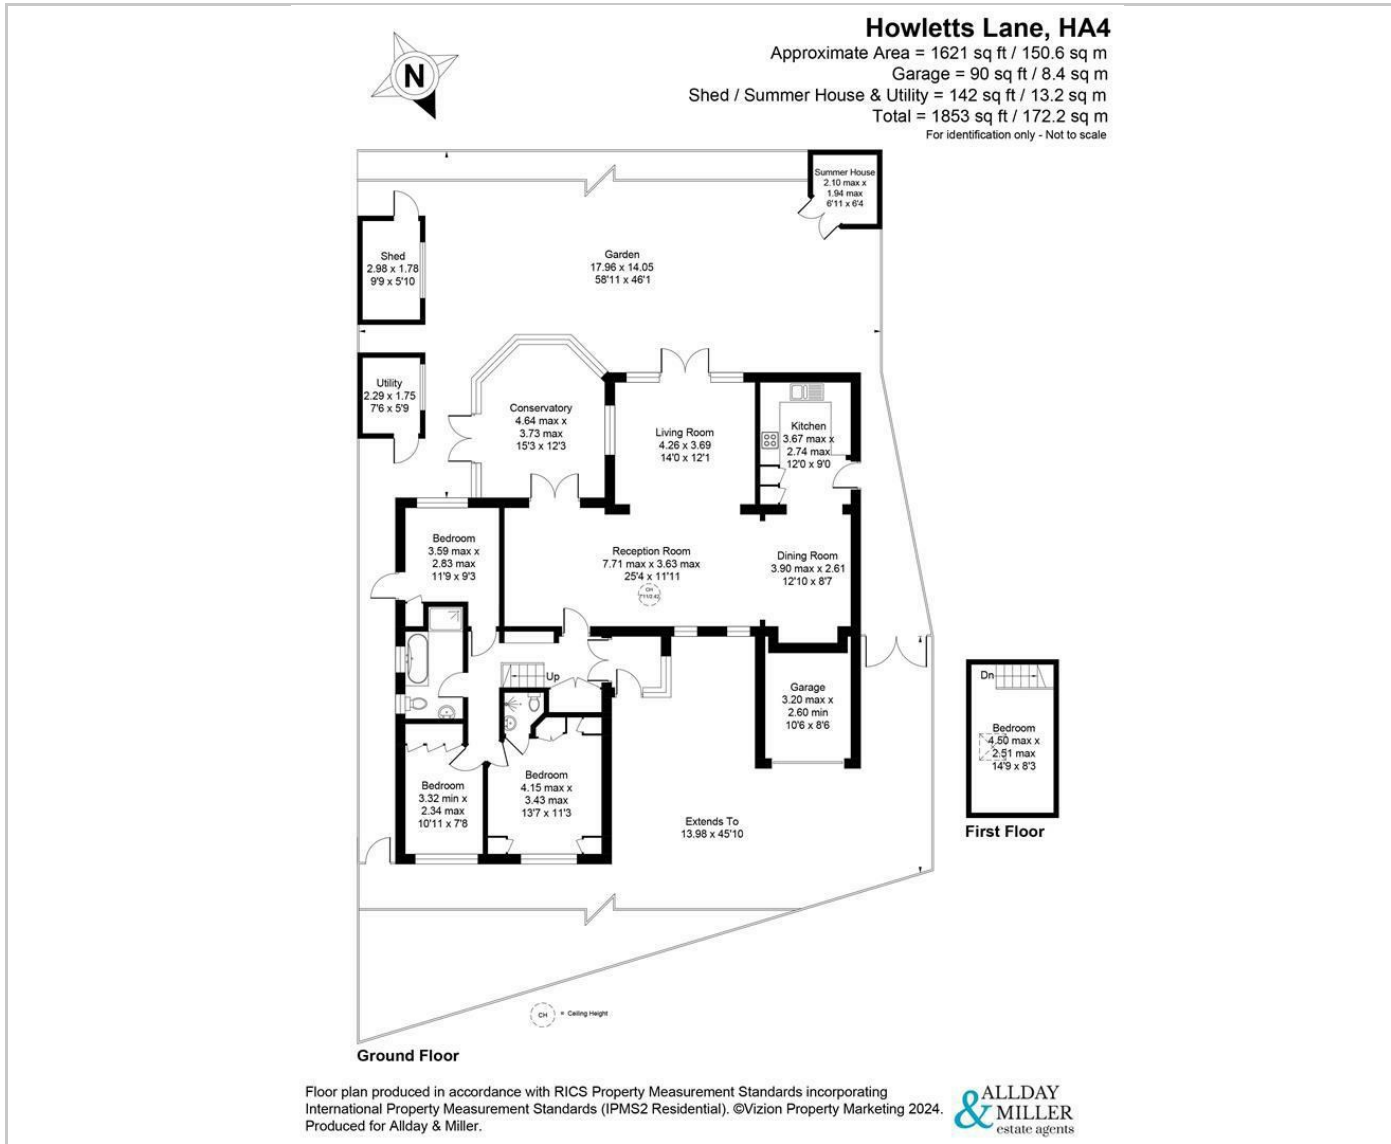 Howletts Lane, HA4
Approximate Area = 1621 sq ft / 150.6 sq m
Garage = 90 sq ft / 8.4 sq m
Shed / Summer House & Utility = 142 sq ft / 13.2 sq m
Total = 1853 sq ft / 172.2 sq m
For identification only - Not to scale
N
Summer House
2.10 max x
1.94 max
6'11 x 6'4
Shed
2.98 x 1.78
9'9 x 5'10
Garden
17.96 x 14.05
58'11 x 46'1
Utility
2.29 x 1.75
7'6 x 5'9
Conservatory
4.64 max x
3.73 max
15'3 x 12'3
Living Room
4.26 x 3.69
14'0 x 12'1
Kitchen
3.67 max x
2.74 max
12'0 x 9'0
Bedroom
3.59 max x
2.83 max
11'9 x 9'3
Reception Room
7.71 max x 3.63 max
25'4 x 11'11
CH
Dining Room
3.90 max x 2.61
12'10 x 8'7
Up
Garage
3.20 max x
2.60 min
10'6 x 8'6
Dn
Bedroom
4.50 max x
2.51 max
14'9 x 8'3
First Floor
Bedroom
3.32 min x
2.34 max
10'11 x 7'8
Bedroom
4.15 max x
3.43 max
13'7 x 11'3
Extends To
13.98 x 45'10
CH = Ceiling Height
Ground Floor
Floor plan produced in accordance with RICS Property Measurement Standards incorporating
International Property Measurement Standards (IPMS2 Residential). ©Vizion Property Marketing 2024.
Produced for Allday & Miller.
ALLDAY
& MILLER
estate agents